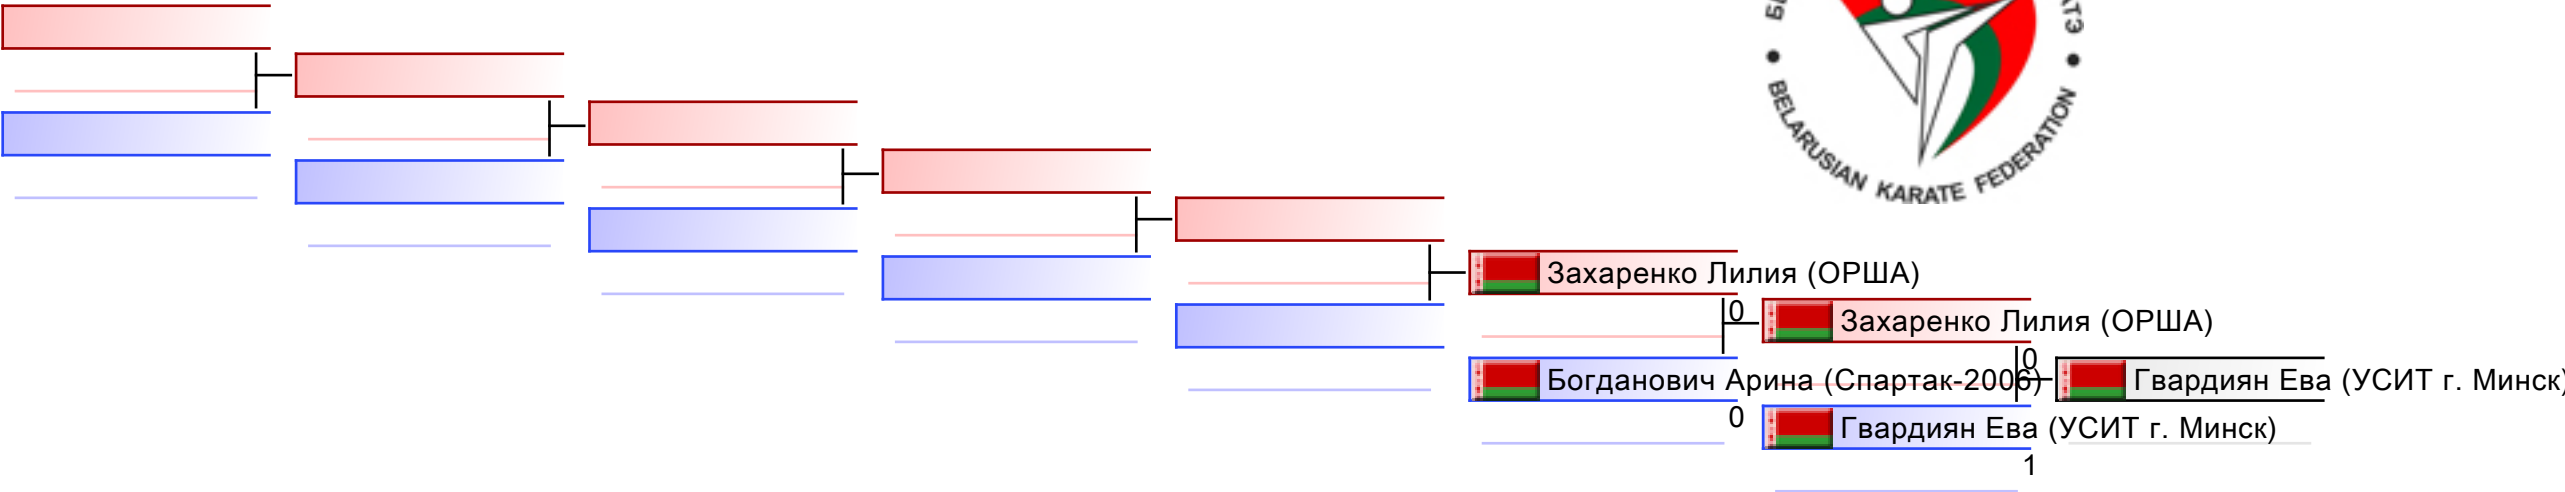 BELARUSIAN KARATE FEDERATION
Захаренко Лилия (ОРША)
0
Захаренко Лилия (ОРША)
0
Богданович Арина (Спартак-2006)
Гвардиян Ева (УСИТ г. Минск)
0
Гвардиян Ева (УСИТ г. Минск)
1